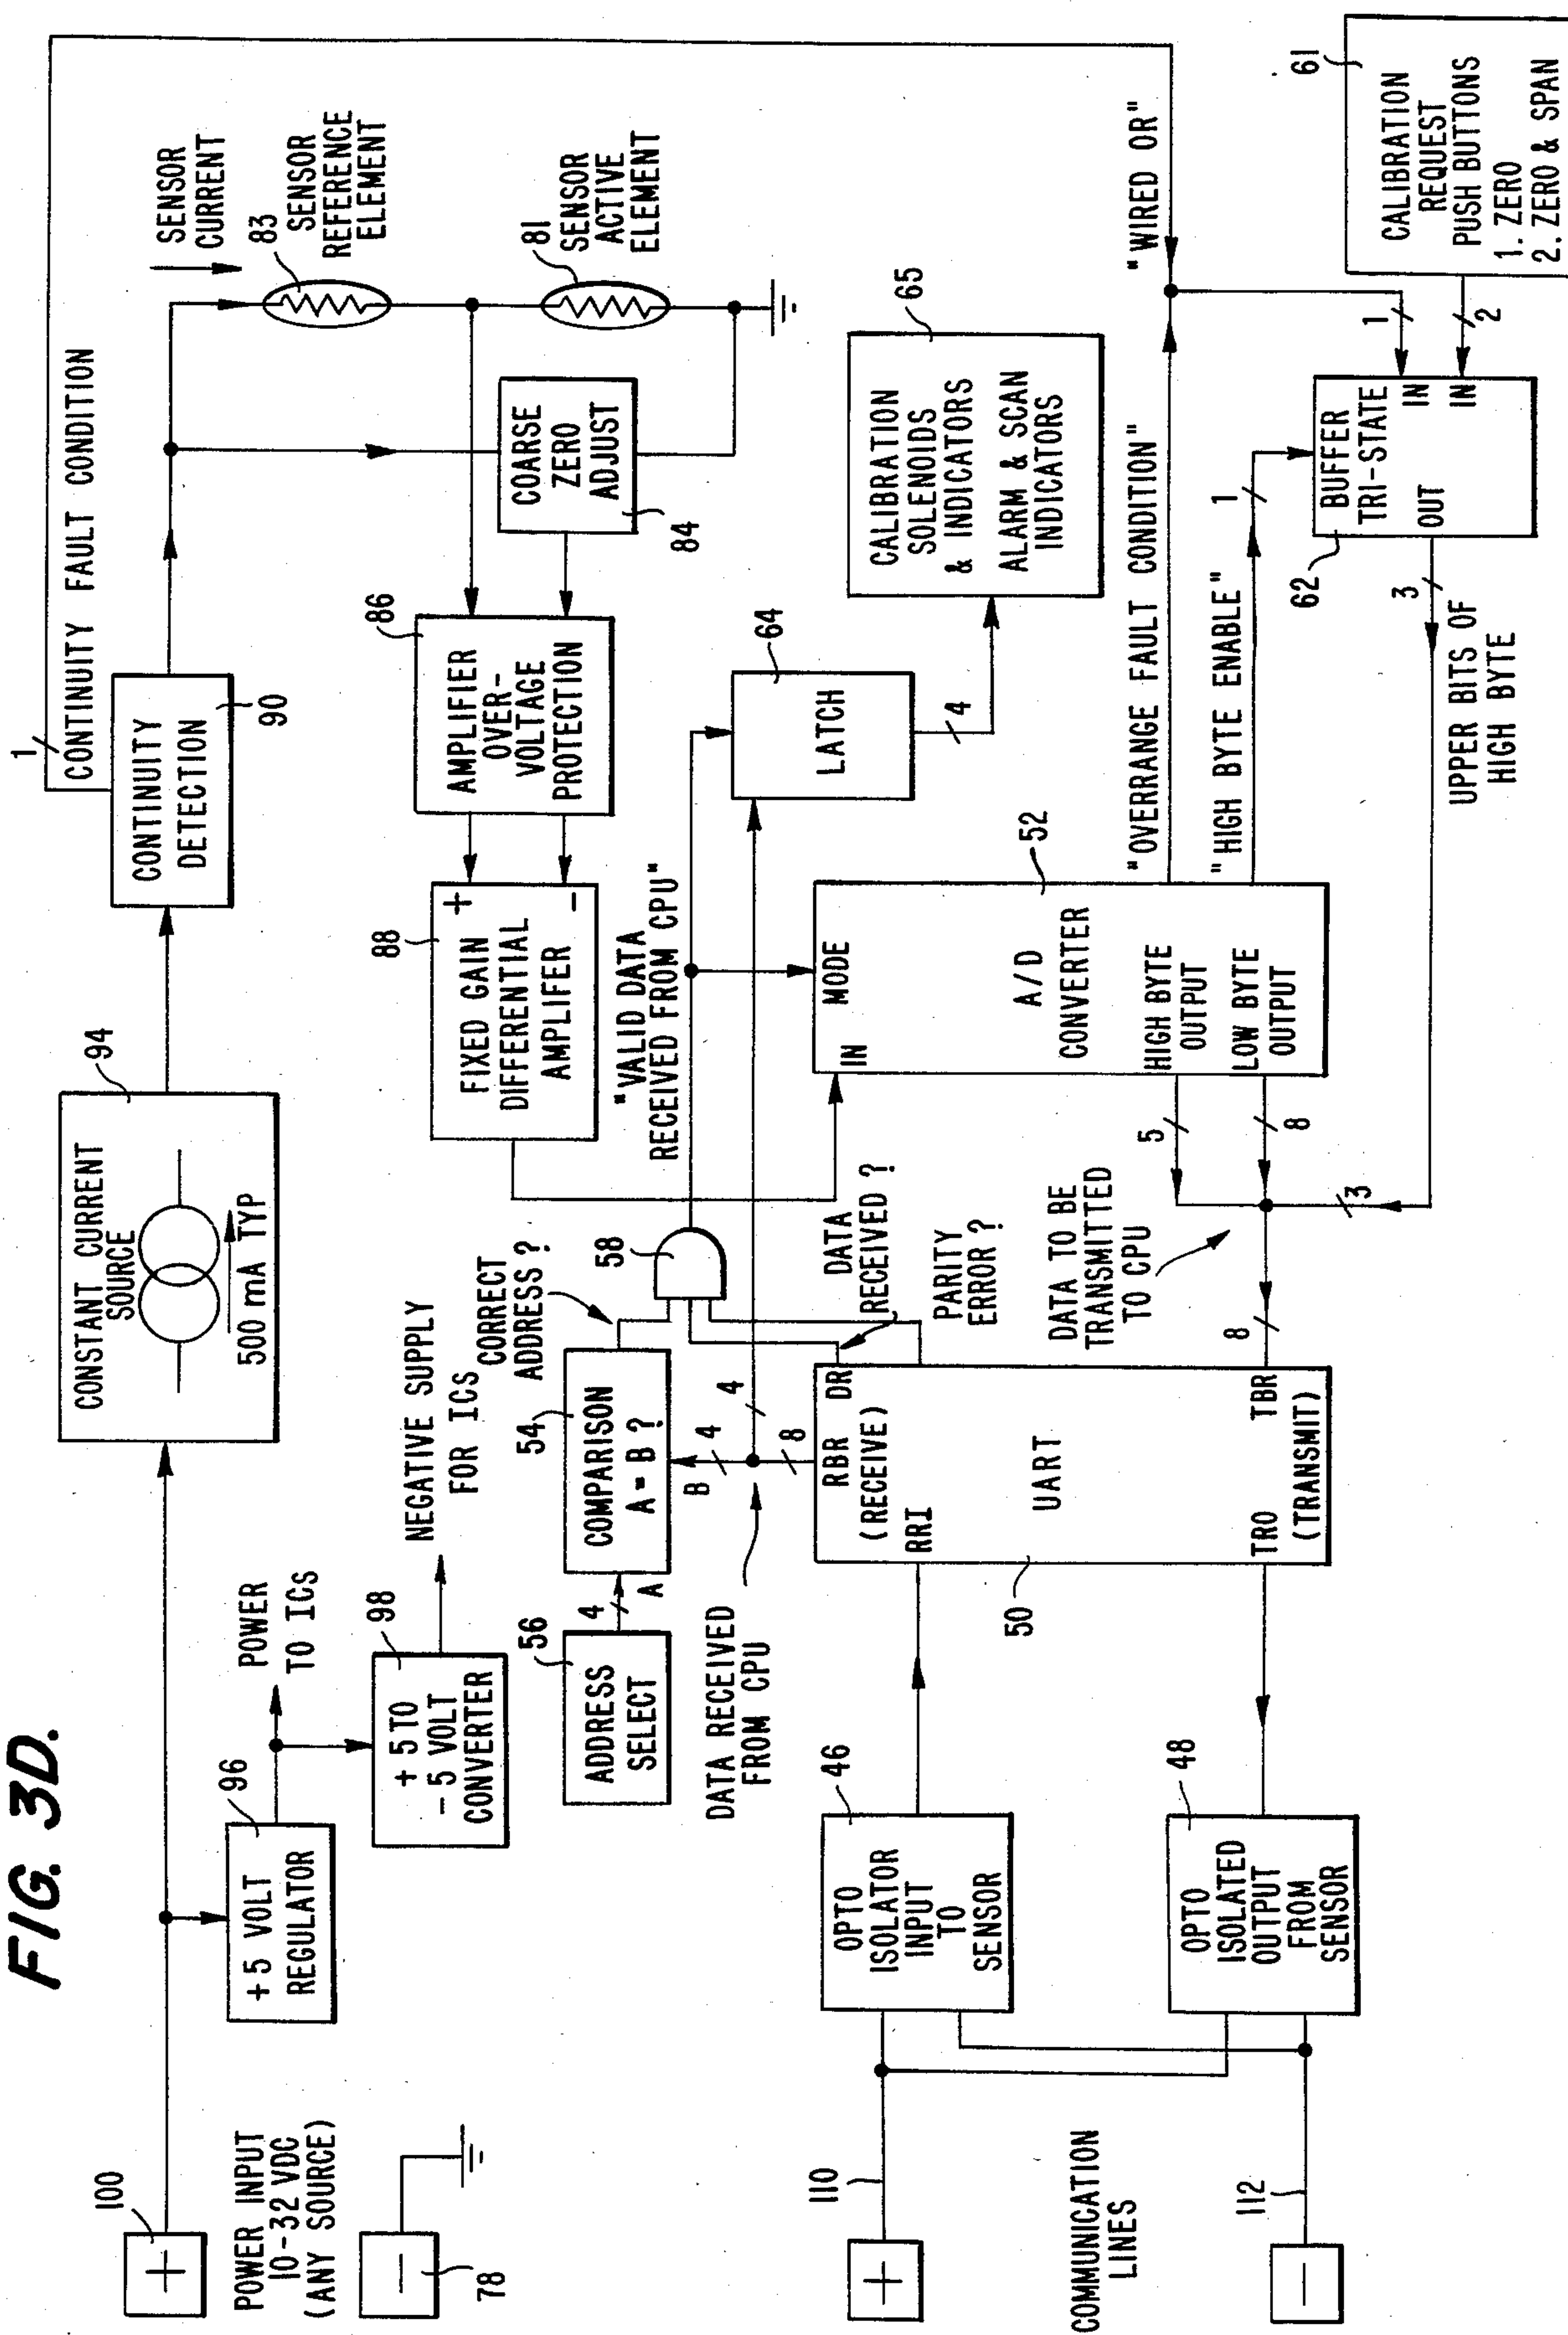 FIG. 3D.
100
+
POWER INPUT
10-32 VDC
(ANY SOURCE)
−
78
+5 VOLT
REGULATOR
96
POWER
TO ICs
+5 TO
−5 VOLT
CONVERTER
98
NEGATIVE SUPPLY
FOR ICs
CONSTANT CURRENT
SOURCE
500 mA TYP
94
CONTINUITY
DETECTION
90
1
CONTINUITY FAULT CONDITION
SENSOR
CURRENT
83
SENSOR
REFERENCE
ELEMENT
81
SENSOR
ACTIVE
ELEMENT
COARSE
ZERO
ADJUST
84
86
AMPLIFIER
OVER-
VOLTAGE
PROTECTION
88
+
−
FIXED GAIN
DIFFERENTIAL
AMPLIFER
ADDRESS
SELECT
56
4
A
COMPARISON
A = B ?
54
B
4
4
8
CORRECT
ADDRESS ?
58
"VALID DATA
RECEIVED FROM CPU"
DATA
RECEIVED ?
PARITY
ERROR ?
LATCH
64
4
CALIBRATION
SOLENOIDS
& INDICATORS
ALARM & SCAN
INDICATORS
65
DATA RECEIVED
FROM CPU
+
110
COMMUNICATION
LINES
−
112
OPTO
ISOLATOR
INPUT
TO
SENSOR
46
OPTO
ISOLATED
OUTPUT
FROM
SENSOR
48
RBR
DR
(RECEIVE)
RRI
UART
TRO
TBR
(TRANSMIT)
50
8
DATA TO BE
TRANSMITTED
TO CPU
5
8
3
MODE
IN
A/D
CONVERTER
HIGH BYTE
OUTPUT
LOW BYTE
OUTPUT
52
"OVERRANGE FAULT CONDITION"
"HIGH BYTE ENABLE"
1
"WIRED OR"
1
2
BUFFER
TRI-STATE
IN
OUT
IN
62
3
UPPER BITS OF
HIGH BYTE
61
CALIBRATION
REQUEST
PUSH BUTTONS
1. ZERO
2. ZERO & SPAN